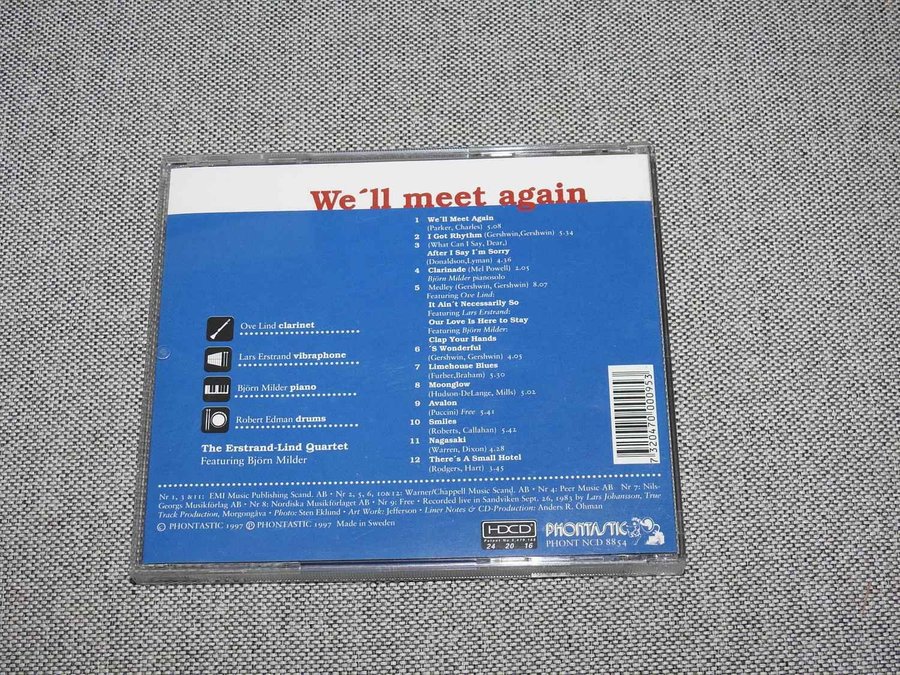 We´ll meet again
1 We´ll Meet Again
(Parker, Charles) 5.08
2 I Got Rhythm (Gershwin,Gershwin) 5.34
3 (What Can I Say, Dear,)
After I Say I´m Sorry
(Donaldson,Lyman) 4.36
4 Clarinade (Mel Powell) 2.05
Björn Milder pianosolo
5 Medley (Gershwin, Gershwin) 8.07
Featuring Ove Lind:
It Ain´t Necessarily So
Featuring Lars Erstrand:
Our Love Is Here to Stay
Featuring Björn Milder:
Clap Your Hands
6 ´S Wonderful
(Gershwin, Gershwin) 4.05
7 Limehouse Blues
(Furber,Braham) 5.30
8 Moonglow
(Hudson-DeLange, Mills) 5.02
9 Avalon
(Puccini) Free 5.41
10 Smiles
(Roberts, Callahan) 5.42
11 Nagasaki
(Warren, Dixon) 4.28
12 There´s A Small Hotel
(Rodgers, Hart) 3.45
Ove Lind clarinet
Lars Erstrand vibraphone
Björn Milder piano
Robert Edman drums
The Erstrand-Lind Quartet
Featuring Björn Milder
7 320470 000953
Nr 1, 3 & 11: EMI Music Publishing Scand. AB • Nr 2, 5, 6, 10 & 12: Warner/Chappell Music Scand. AB • Nr 4: Peer Music AB Nr 7: Nils-
Georgs Musikförlag AB • Nr 8: Nordiska Musikförlaget AB • Nr 9: Free • Recorded live in Sandviken Sept. 26, 1983 by Lars Johansson, True
Track Production, Morgongåva • Photo: Sten Eklund • Art Work: Jefferson • Liner Notes & CD-Production: Anders R. Öhman
© PHONTASTIC 1997 ℗ PHONTASTIC 1997 Made in Sweden
HDCD
24 20 16
PHONTASTIC
PHONT NCD 8854